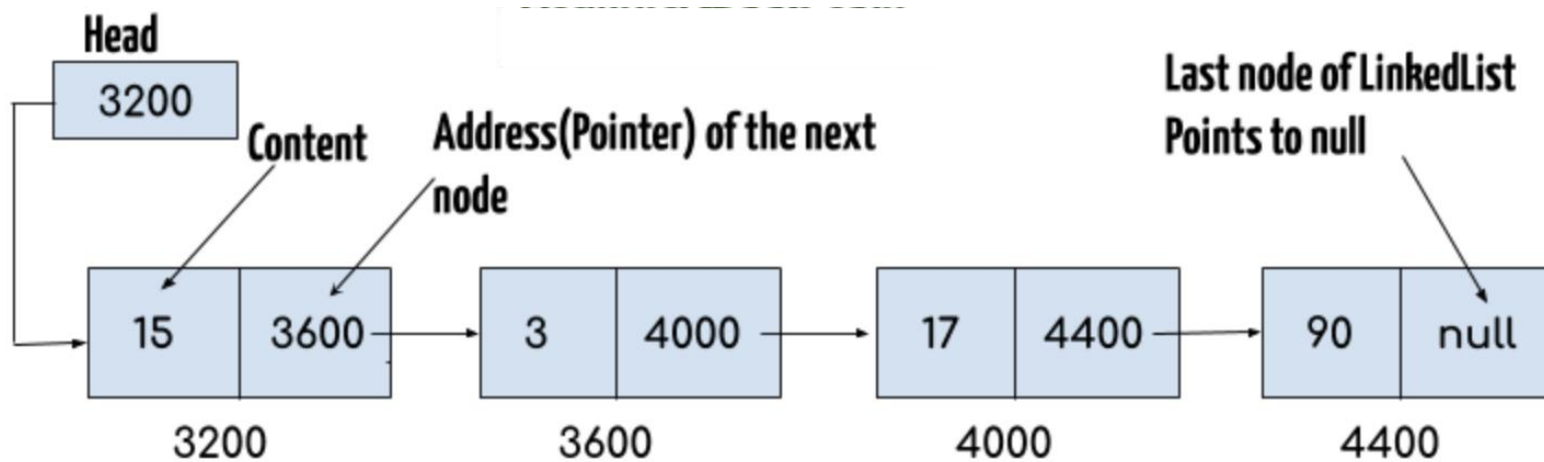 Head
3200
Content
Address(Pointer) of the next
node
Last node of LinkedList
Points to null
15 3600 3 4000 17 4400 90 null
3200 3600 4000 4400